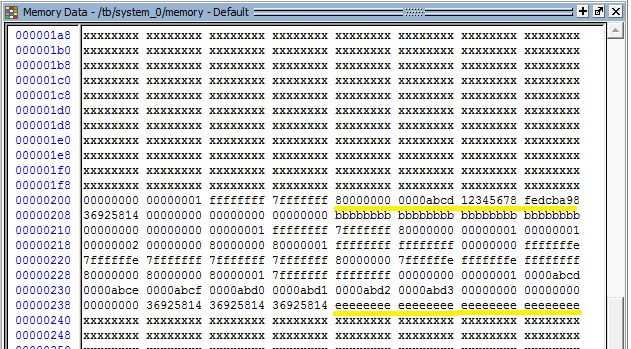 Memory Data - /tb/system_0/memory - Default
000001a8 xxxxxxxx xxxxxxxx xxxxxxxx xxxxxxxx xxxxxxxx xxxxxxxx xxxxxxxx xxxxxxxx
000001b0 xxxxxxxx xxxxxxxx xxxxxxxx xxxxxxxx xxxxxxxx xxxxxxxx xxxxxxxx xxxxxxxx
000001b8 xxxxxxxx xxxxxxxx xxxxxxxx xxxxxxxx xxxxxxxx xxxxxxxx xxxxxxxx xxxxxxxx
000001c0 xxxxxxxx xxxxxxxx xxxxxxxx xxxxxxxx xxxxxxxx xxxxxxxx xxxxxxxx xxxxxxxx
000001c8 xxxxxxxx xxxxxxxx xxxxxxxx xxxxxxxx xxxxxxxx xxxxxxxx xxxxxxxx xxxxxxxx
000001d0 xxxxxxxx xxxxxxxx xxxxxxxx xxxxxxxx xxxxxxxx xxxxxxxx xxxxxxxx xxxxxxxx
000001d8 xxxxxxxx xxxxxxxx xxxxxxxx xxxxxxxx xxxxxxxx xxxxxxxx xxxxxxxx xxxxxxxx
000001e0 xxxxxxxx xxxxxxxx xxxxxxxx xxxxxxxx xxxxxxxx xxxxxxxx xxxxxxxx xxxxxxxx
000001e8 xxxxxxxx xxxxxxxx xxxxxxxx xxxxxxxx xxxxxxxx xxxxxxxx xxxxxxxx xxxxxxxx
000001f0 xxxxxxxx xxxxxxxx xxxxxxxx xxxxxxxx xxxxxxxx xxxxxxxx xxxxxxxx xxxxxxxx
000001f8 xxxxxxxx xxxxxxxx xxxxxxxx xxxxxxxx xxxxxxxx xxxxxxxx xxxxxxxx xxxxxxxx
00000200 00000000 00000001 ffffffff 7fffffff 80000000 0000abcd 12345678 fedcba98
00000208 36925814 00000000 00000000 00000000 bbbbbbbb bbbbbbbb bbbbbbbb bbbbbbbb
00000210 00000000 00000000 00000001 ffffffff 7fffffff 80000000 00000001 00000001
00000218 00000002 80000000 80000001 ffffffff ffffffff 7fffffff 00000000 fffffffe
00000220 7ffffffe 7fffffff 7fffffff ffffffff 80000000 7ffffffe fffffffe ffffffff
00000228 80000000 80000000 80000001 7fffffff ffffffff 00000000 00000001 0000abcd
00000230 0000abce 0000abcf 0000abd0 0000abd1 0000abd2 0000abd3 00000000 00000000
00000238 00000000 36925814 36925814 36925814 eeeeeeee eeeeeeee eeeeeeee eeeeeeee
00000240 xxxxxxxx xxxxxxxx xxxxxxxx xxxxxxxx xxxxxxxx xxxxxxxx xxxxxxxx xxxxxxxx
00000248 xxxxxxxx xxxxxxxx xxxxxxxx xxxxxxxx xxxxxxxx xxxxxxxx xxxxxxxx xxxxxxxx